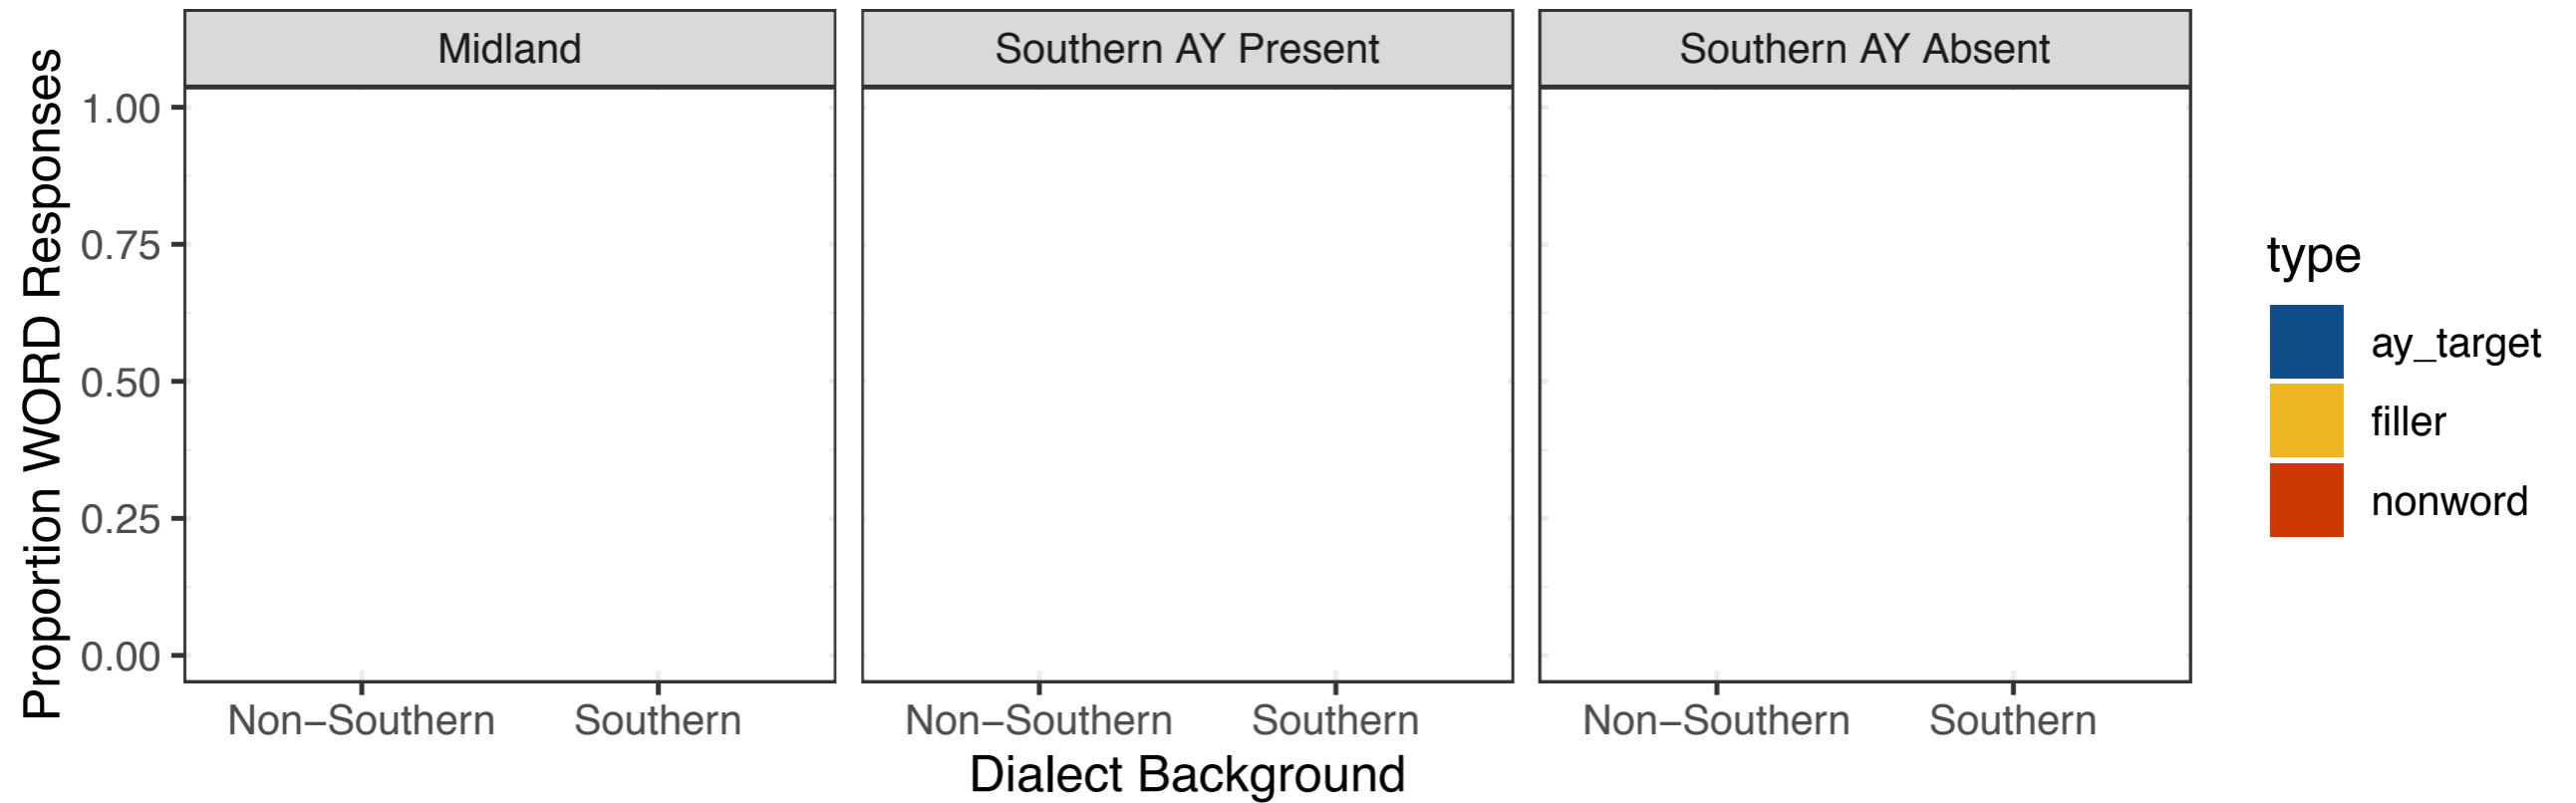 Midland
Southern AY Present
Southern AY Absent
Proportion WORD Responses
1.00
0.75
0.50
0.25
0.00
Non−Southern Southern
Non−Southern Southern
Non−Southern Southern
Dialect Background
type
ay_target
filler
nonword